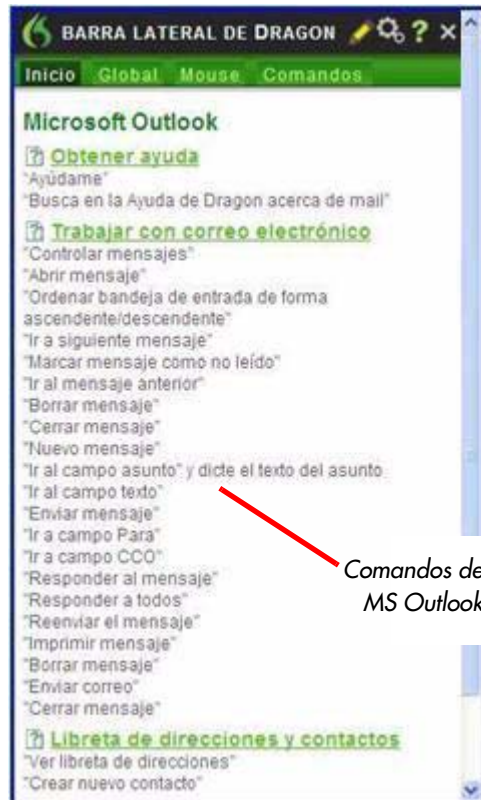 BARRA LATERAL DE DRAGON ? ×
Inicio Global Mouse Comandos
Microsoft Outlook
? Obtener ayuda
"Ayúdame"
"Busca en la Ayuda de Dragon acerca de mail"
? Trabajar con correo electrónico
"Controlar mensajes"
"Abrir mensaje"
"Ordenar bandeja de entrada de forma
ascendente/descendente"
"Ir a siguiente mensaje"
"Marcar mensaje como no leído"
"Ir al mensaje anterior"
"Borrar mensaje"
"Cerrar mensaje"
"Nuevo mensaje"
"Ir al campo asunto" y dicte el texto del asunto
"Ir al campo texto"
"Enviar mensaje"
"Ir a campo Para"
"Ir a campo CCO"
Comandos de
MS Outlook
"Responder al mensaje"
"Responder a todos"
"Reenviar el mensaje"
"Imprimir mensaje"
"Borrar mensaje"
"Enviar correo"
"Cerrar mensaje"
? Libreta de direcciones y contactos
"Ver libreta de direcciones"
"Crear nuevo contacto"